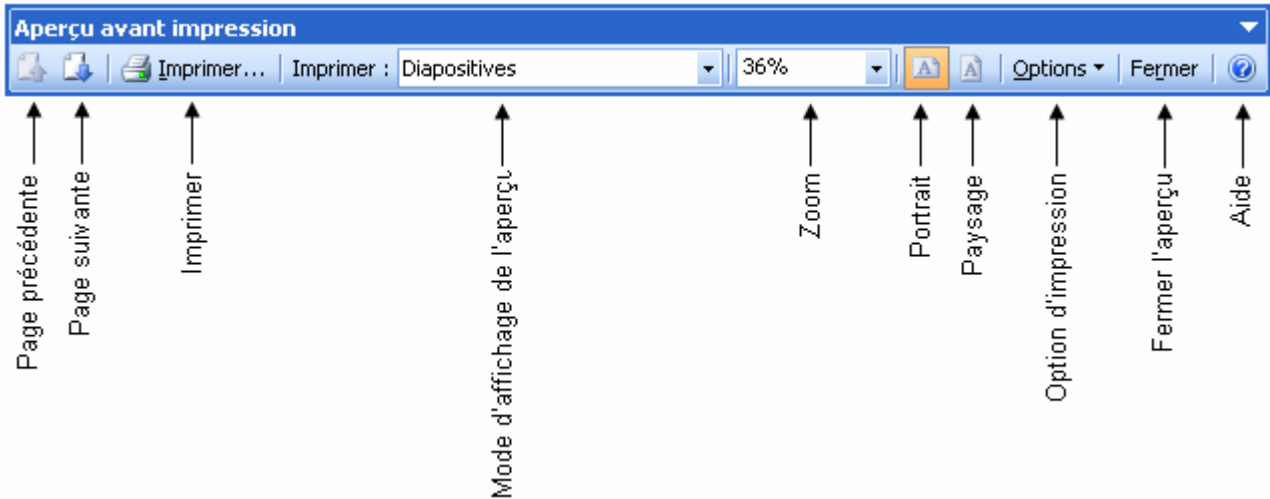 Aperçu avant impression
Imprimer... Imprimer : Diapositives 36% A A Options Fermer ?
Page précédente
Page suivante
Imprimer
Mode d'affichage de l'aperçu
Zoom
Portrait
Paysage
Option d'impression
Fermer l'aperçu
Aide